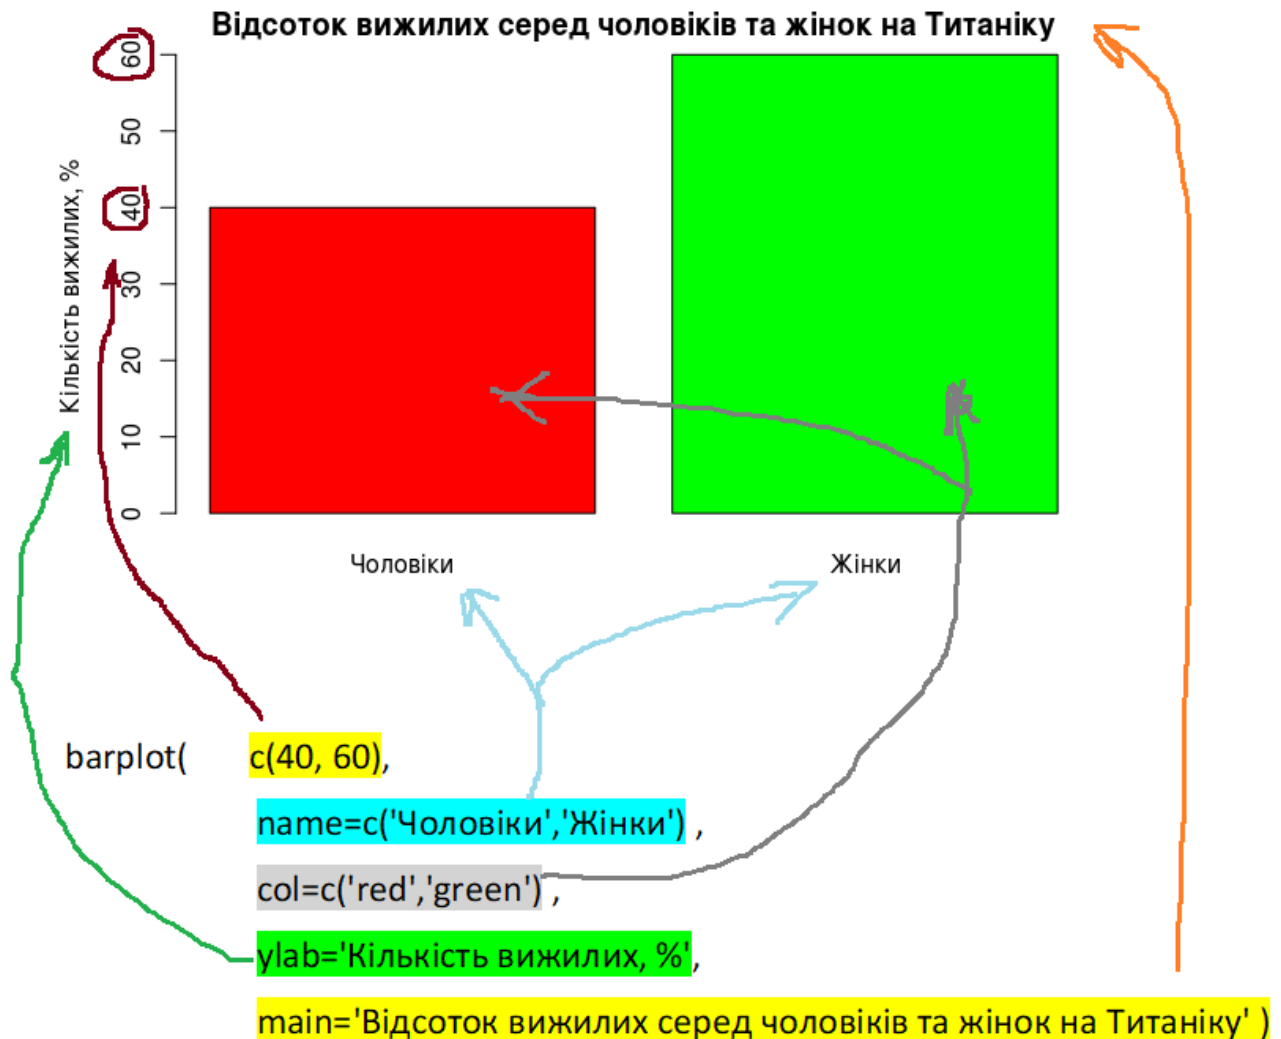 Відсоток вижилих серед чоловіків та жінок на Титаніку
Кількість вижилих, %
60
50
40
30
20
10
0
Чоловіки Жінки
barplot( c(40, 60),
name=c('Чоловіки','Жінки') ,
col=c('red','green') ,
ylab='Кількість вижилих, %',
main='Відсоток вижилих серед чоловіків та жінок на Титаніку' )